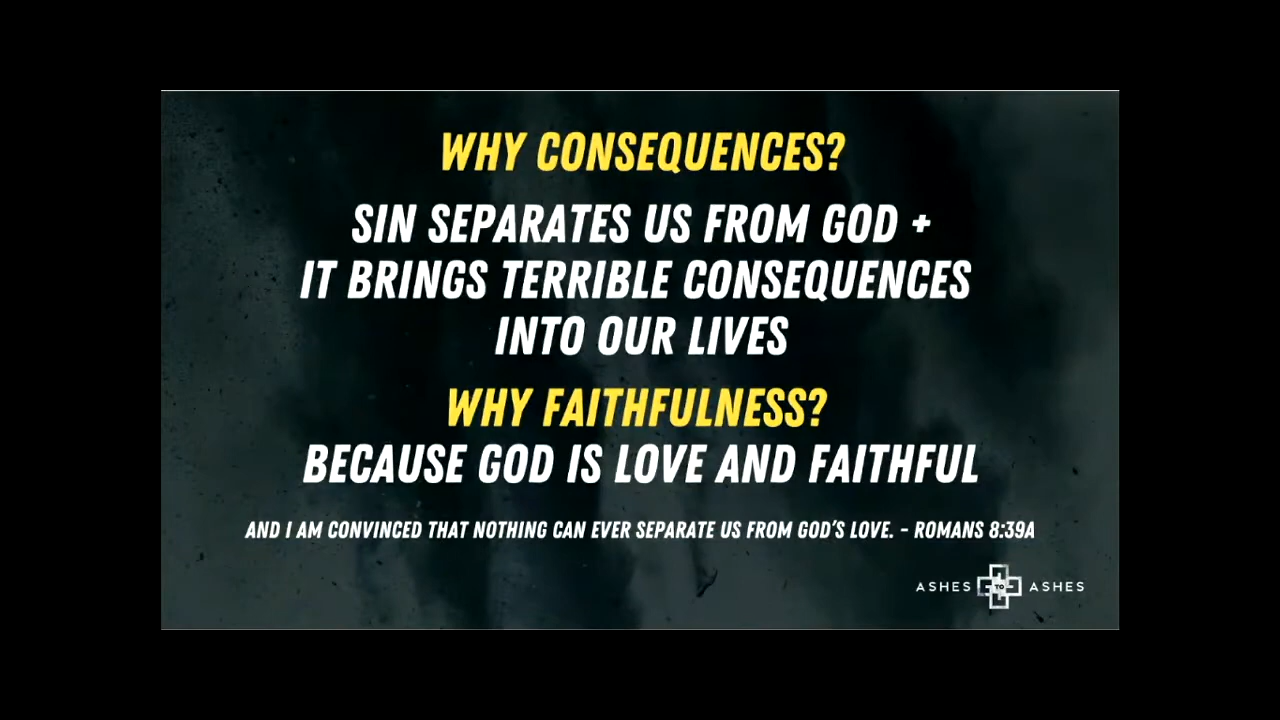 WHY CONSEQUENCES?
SIN SEPARATES US FROM GOD +
IT BRINGS TERRIBLE CONSEQUENCES
INTO OUR LIVES
WHY FAITHFULNESS?
BECAUSE GOD IS LOVE AND FAITHFUL
AND I AM CONVINCED THAT NOTHING CAN EVER SEPARATE US FROM GOD'S LOVE. - ROMANS 8:39A
ASHES TO ASHES